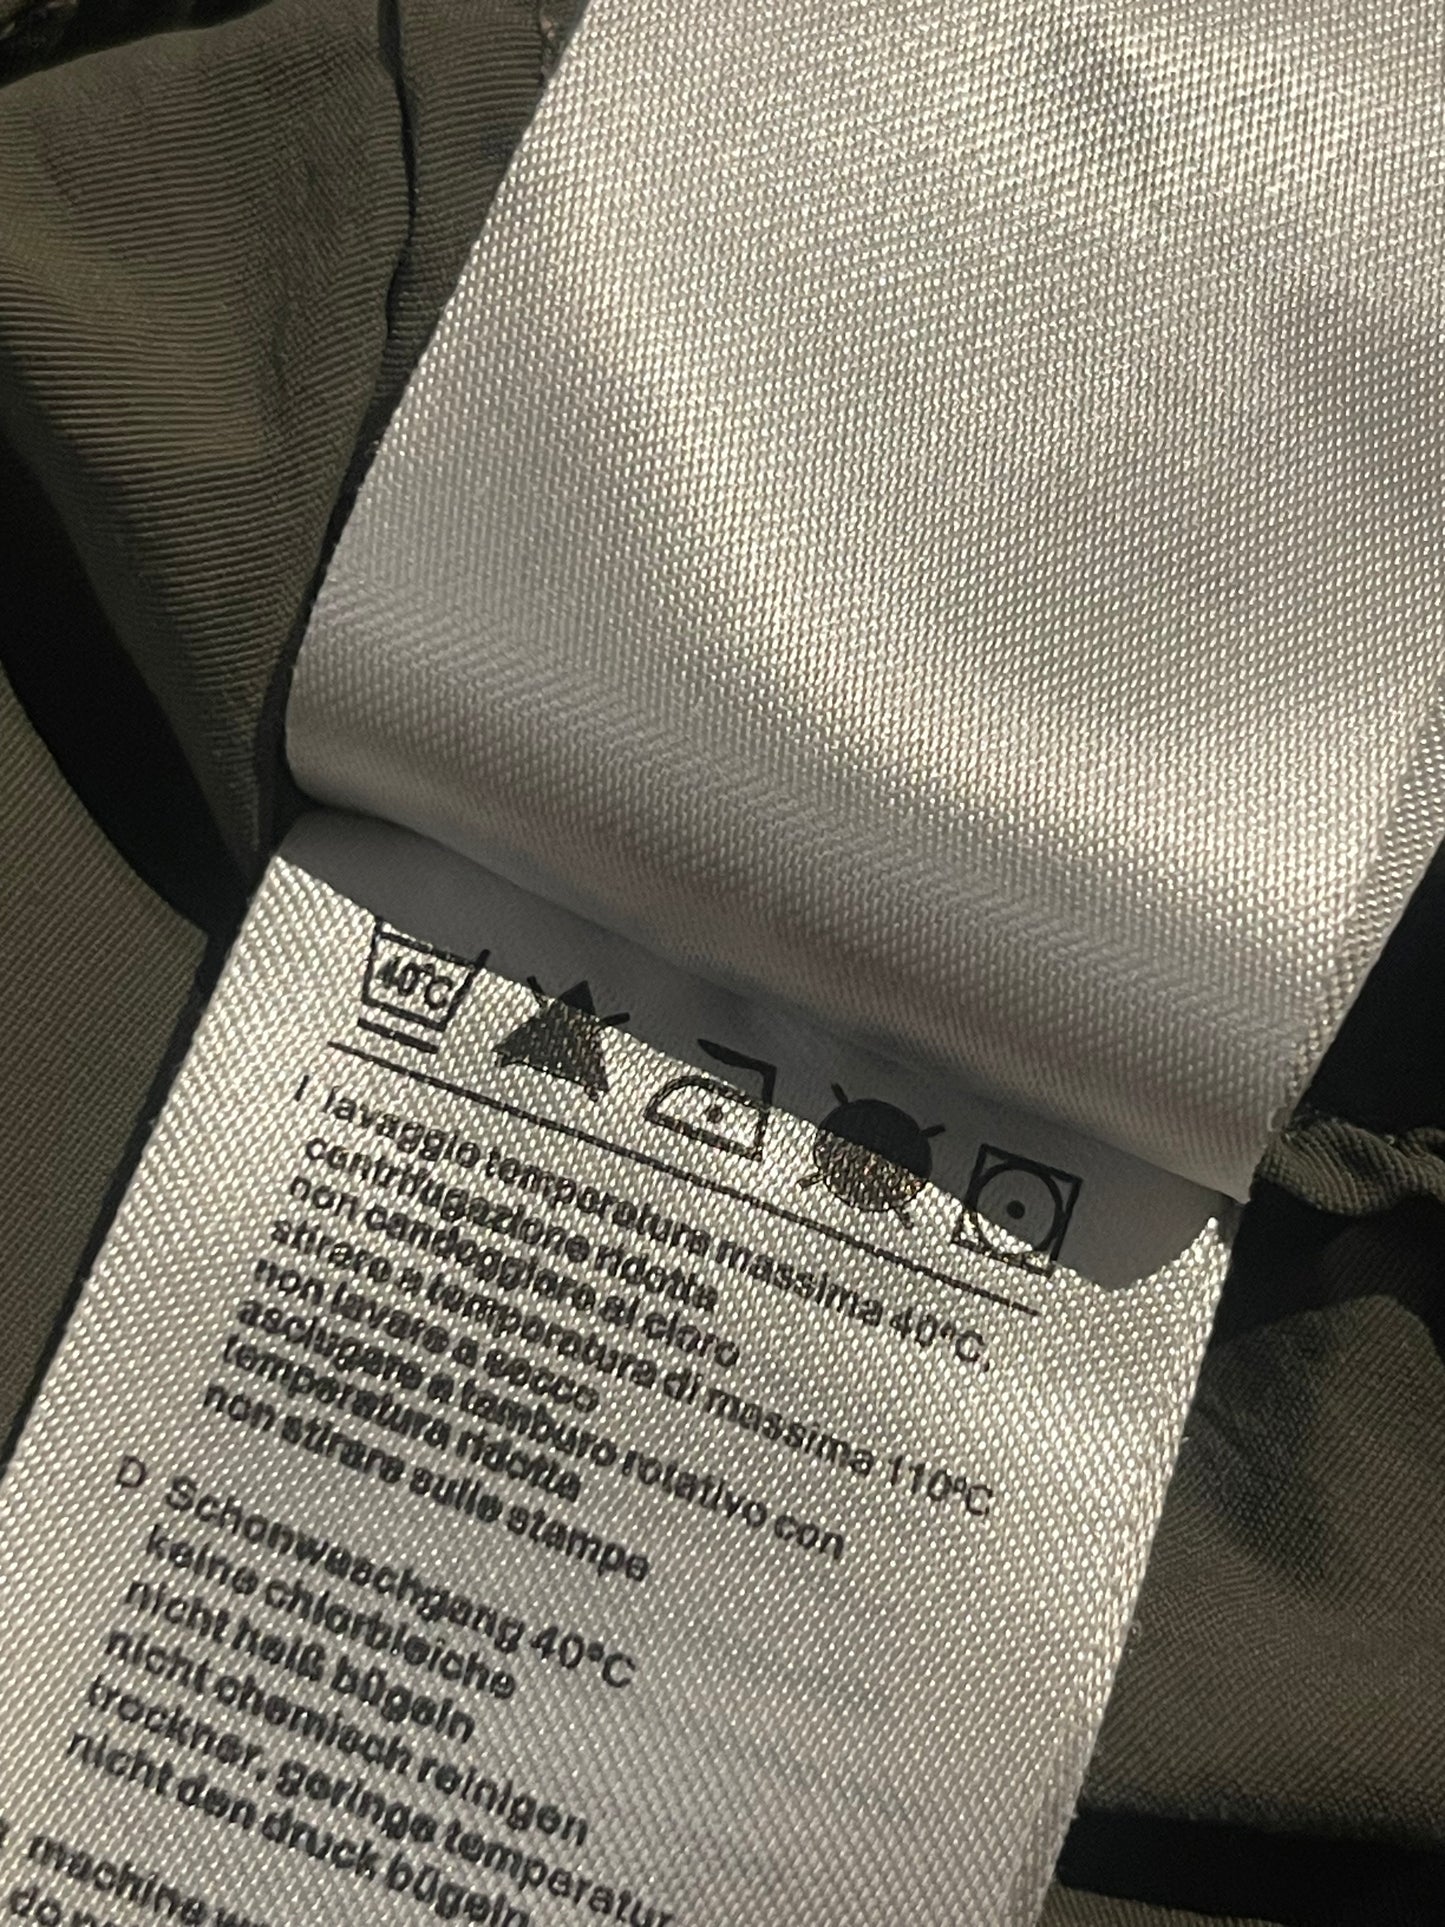 40°C
I lavaggio temperatura massima 40°C,
centrifugazione ridotta
non candeggiare al cloro
stirare a temperatura di massima 110°C
non lavare a secco
asciugare a tamburo rotativo con
temperatura ridotta
non stirare sulle stampe
D Schonwaschgang 40°C
keine chlorbleiche
nicht heiß bügeln
nicht chemisch reinigen
trockner, geringe temperatur
nicht den druck bügeln
machine
do